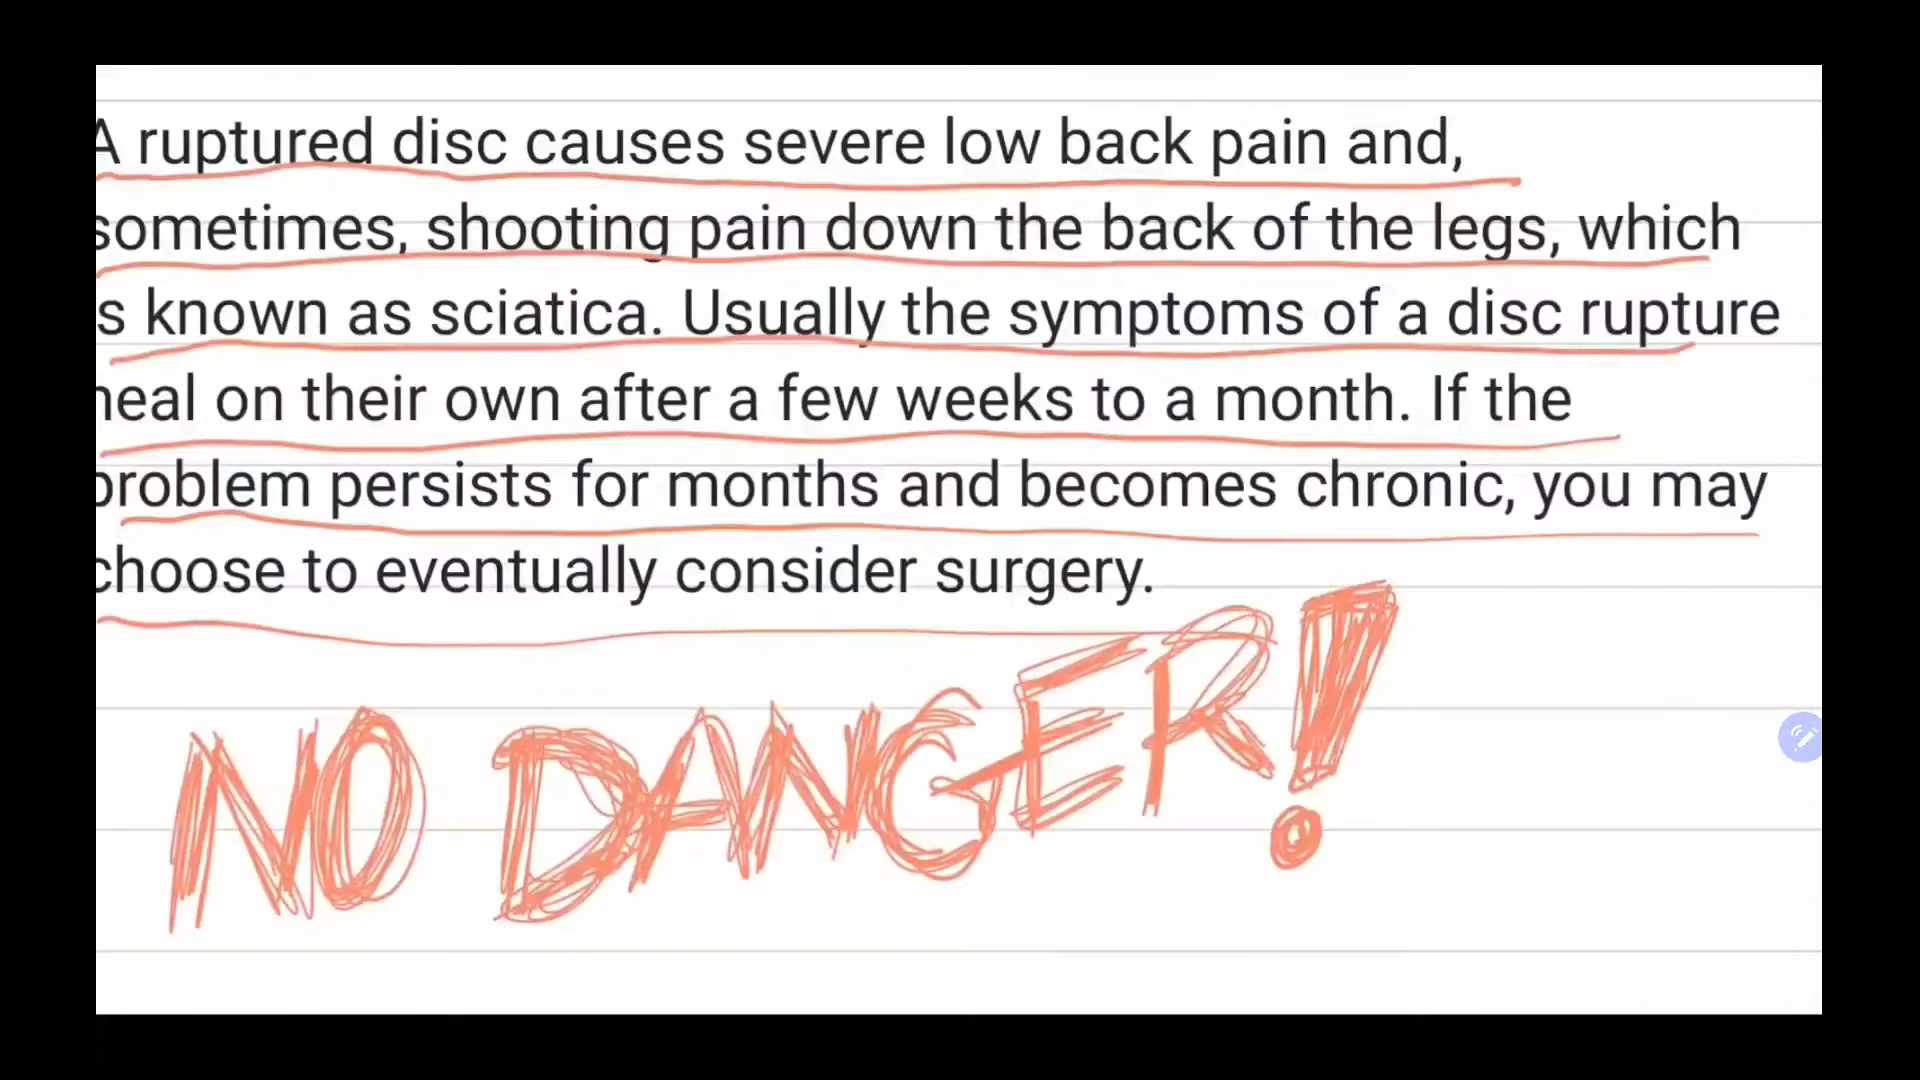 A ruptured disc causes severe low back pain and,
sometimes, shooting pain down the back of the legs, which
is known as sciatica. Usually the symptoms of a disc rupture
heal on their own after a few weeks to a month. If the
problem persists for months and becomes chronic, you may
choose to eventually consider surgery.
NO DANGER!